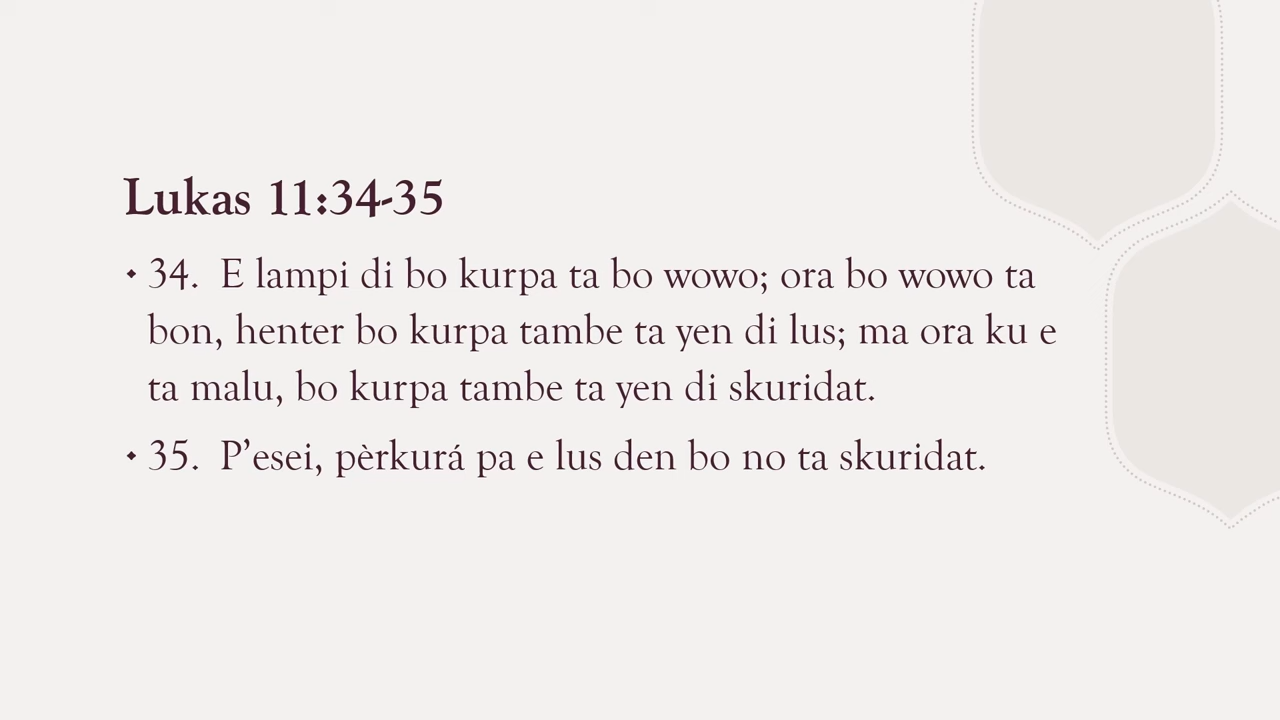 Lukas 11:34-35
• 34.  E lampi di bo kurpa ta bo wowo; ora bo wowo ta
bon, henter bo kurpa tambe ta yen di lus; ma ora ku e
ta malu, bo kurpa tambe ta yen di skuridat.
• 35.  P’esei, pèrkurá pa e lus den bo no ta skuridat.